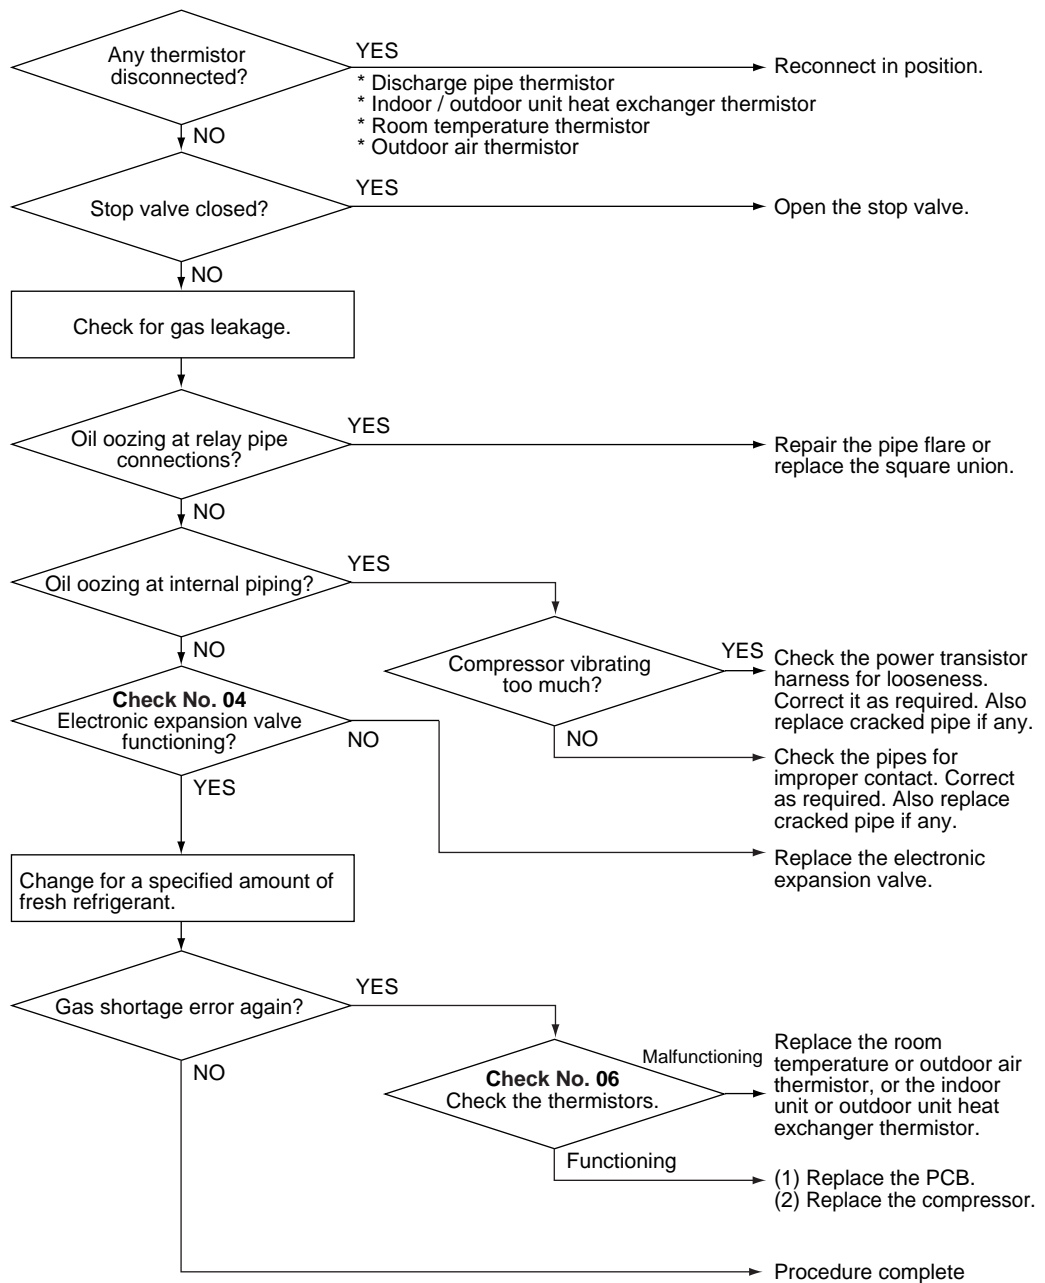 Any thermistor
disconnected?
YES
* Discharge pipe thermistor
* Indoor / outdoor unit heat exchanger thermistor
* Room temperature thermistor
* Outdoor air thermistor
Reconnect in position.
NO
Stop valve closed?
YES
Open the stop valve.
NO
Check for gas leakage.
Oil oozing at relay pipe
connections?
YES
Repair the pipe flare or
replace the square union.
NO
Oil oozing at internal piping?
YES
NO
Compressor vibrating
too much?
YES
Check the power transistor
harness for looseness.
Correct it as required. Also
replace cracked pipe if any.
NO
Check the pipes for
improper contact. Correct
as required. Also replace
cracked pipe if any.
Check No. 04
Electronic expansion valve
functioning?
NO
Replace the electronic
expansion valve.
YES
Change for a specified amount of
fresh refrigerant.
Gas shortage error again?
YES
Check No. 06
Check the thermistors.
Malfunctioning
Replace the room
temperature or outdoor air
thermistor, or the indoor
unit or outdoor unit heat
exchanger thermistor.
Functioning
(1) Replace the PCB.
(2) Replace the compressor.
NO
Procedure complete